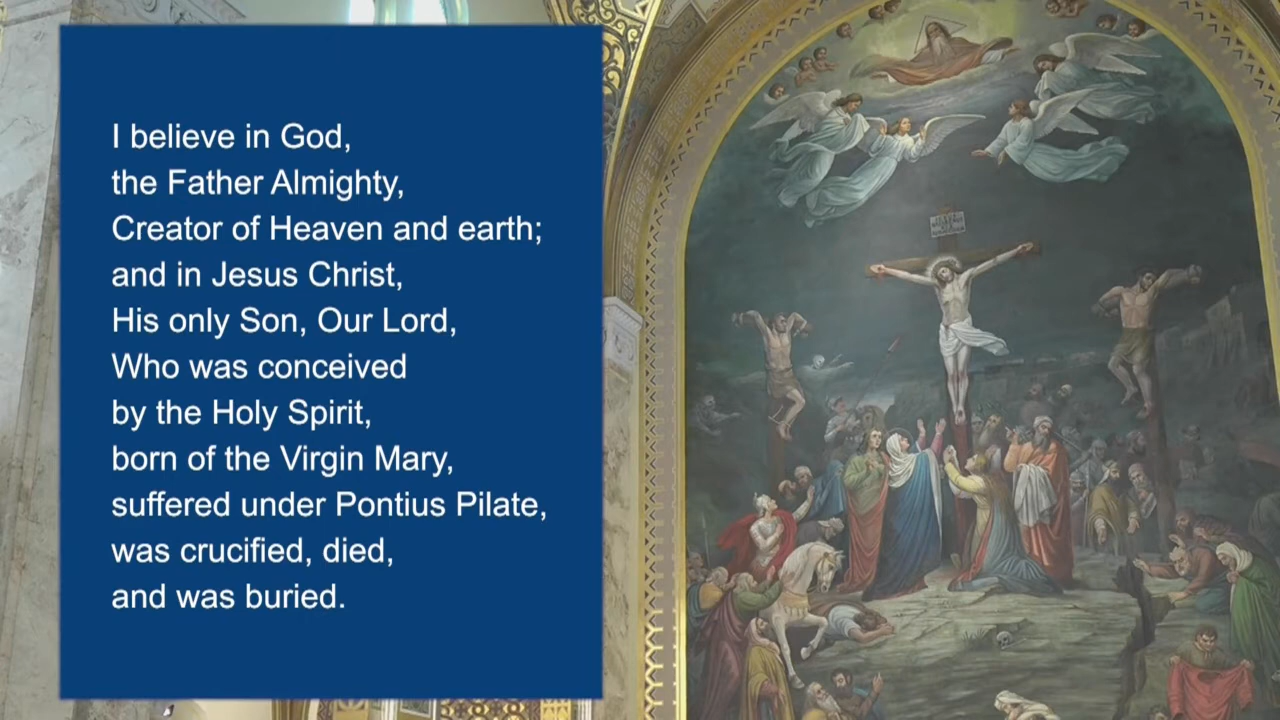 I believe in God,
the Father Almighty,
Creator of Heaven and earth;
and in Jesus Christ,
His only Son, Our Lord,
Who was conceived
by the Holy Spirit,
born of the Virgin Mary,
suffered under Pontius Pilate,
was crucified, died,
and was buried.